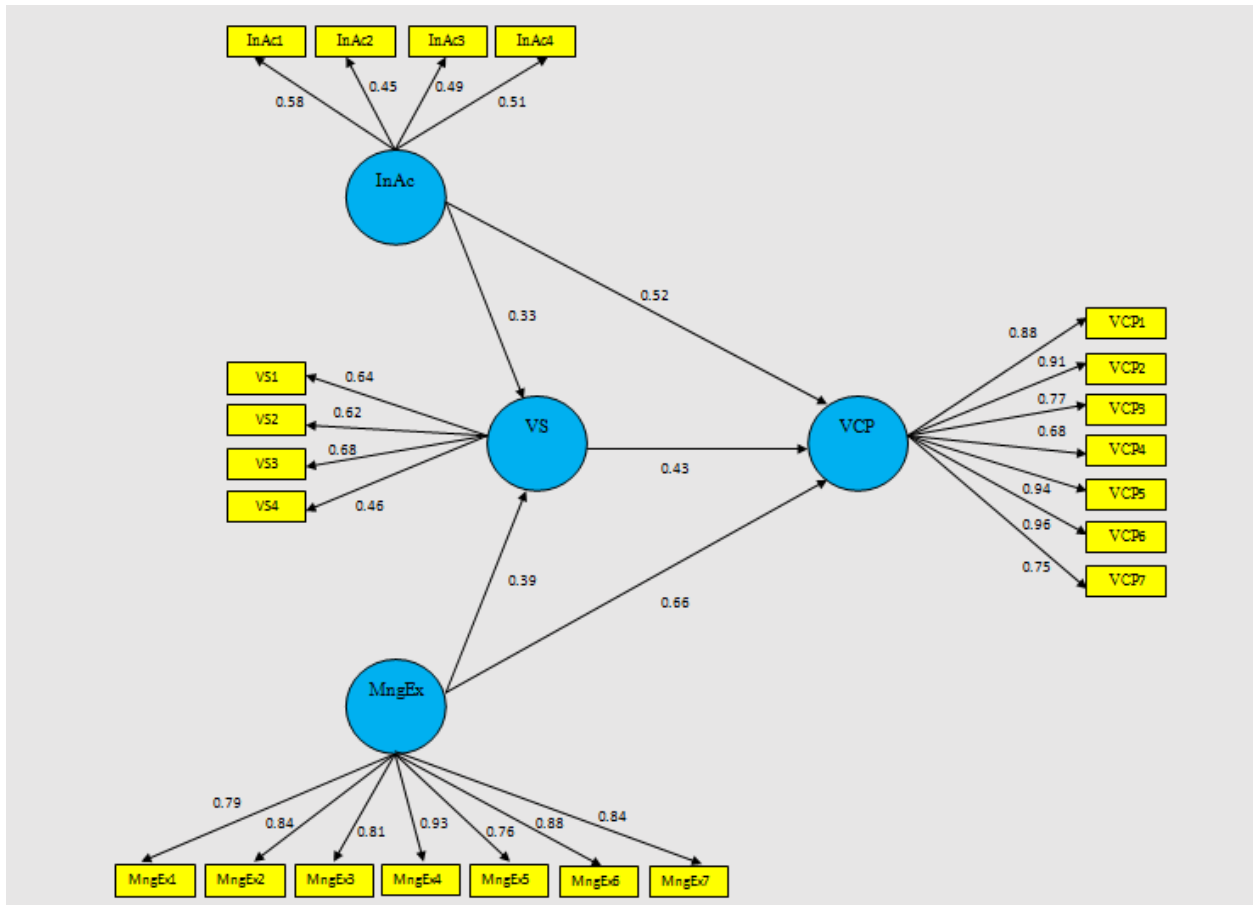 InAc1
InAc2
InAc3
InAc4
0.58
0.45
0.49
0.51
InAc
0.52
0.33
VS1
VS2
VS3
VS4
0.64
0.62
0.68
0.46
VS
0.43
VCP
0.88
0.91
0.77
0.68
0.94
0.96
0.75
VCP1
VCP2
VCP3
VCP4
VCP5
VCP6
VCP7
0.39
0.66
MngEx
0.79
0.84
0.81
0.93
0.76
0.88
0.84
MngEx1
MngEx2
MngEx3
MngEx4
MngEx5
MngEx6
MngEx7